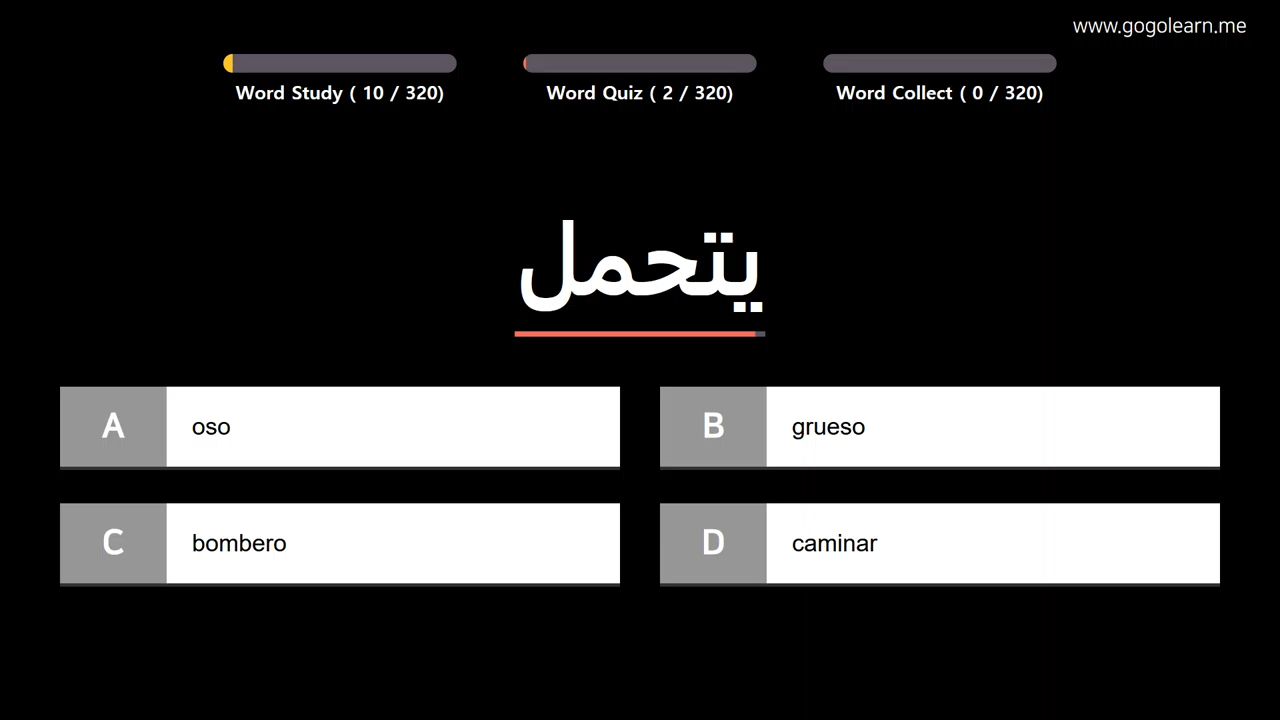 www.gogolearn.me
Word Study ( 10 / 320)
Word Quiz ( 2 / 320)
Word Collect ( 0 / 320)
يتحمل
A oso
B grueso
C bombero
D caminar